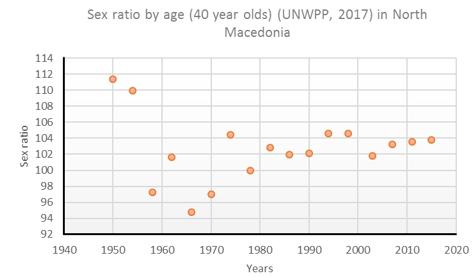 Sex ratio by age (40 year olds) (UNWPP, 2017) in North
Macedonia
114
112
110
108
106
104
102
100
98
96
94
92
Sex ratio
1940 1950 1960 1970 1980 1990 2000 2010 2020
Years